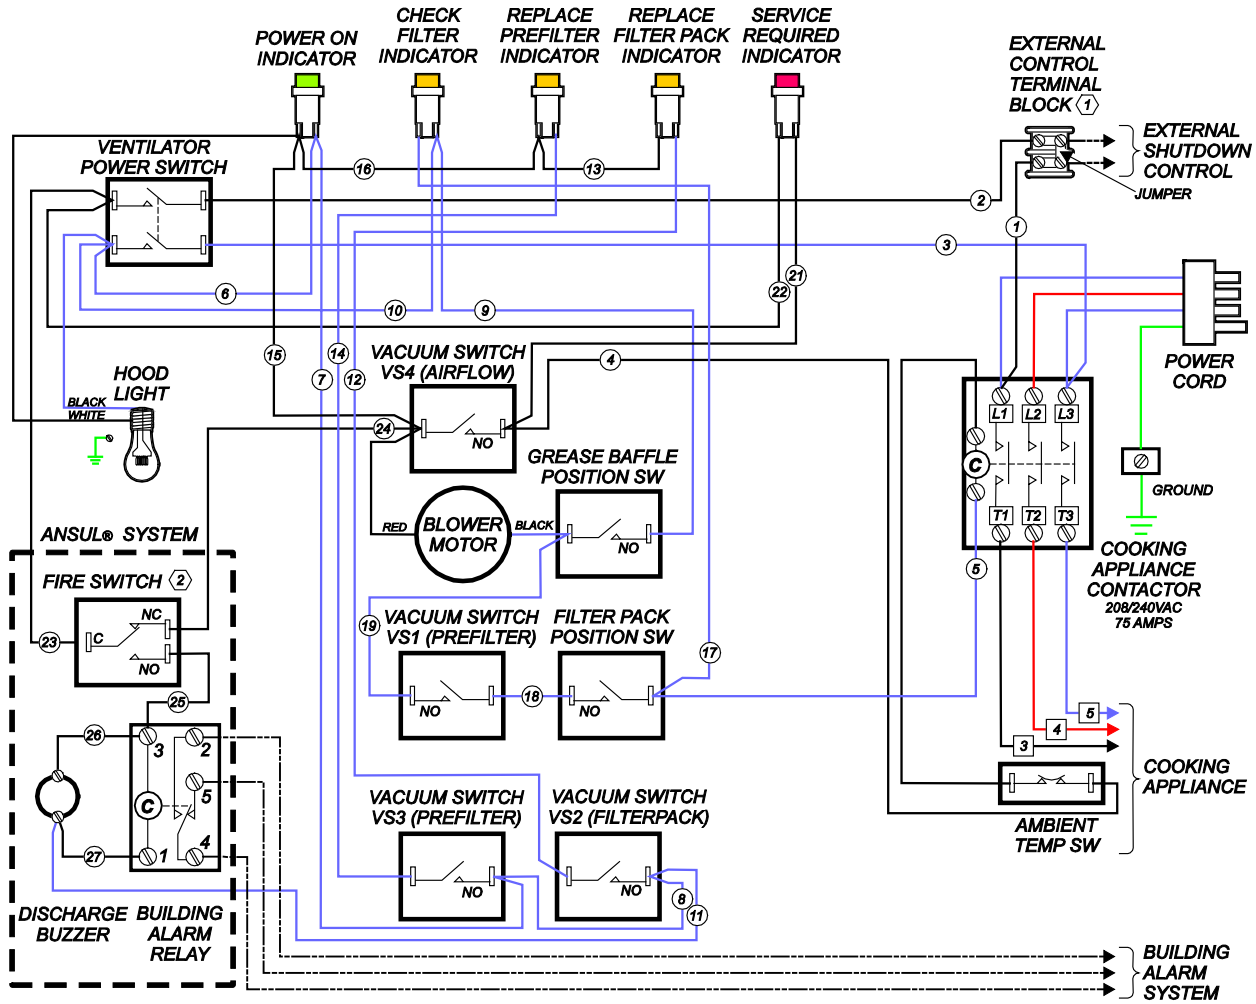 POWER ON
INDICATOR
CHECK
FILTER
INDICATOR
REPLACE
PREFILTER
INDICATOR
REPLACE
FILTER PACK
INDICATOR
SERVICE
REQUIRED
INDICATOR
EXTERNAL
CONTROL
TERMINAL
BLOCK 1
EXTERNAL
SHUTDOWN
CONTROL
JUMPER
VENTILATOR
POWER SWITCH
16
13
2
1
3
6
10
9
22
21
15
14
7
12
4
24
POWER
CORD
HOOD
LIGHT
BLACK
WHITE
VACUUM SWITCH
VS4 (AIRFLOW)
NO
L1
L2
L3
C
T1
T2
T3
GROUND
GREASE BAFFLE
POSITION SW
NO
RED
BLOWER
MOTOR
BLACK
COOKING
APPLIANCE
CONTACTOR
208/240VAC
75 AMPS
5
ANSUL® SYSTEM
FIRE SWITCH 2
NC
C
NO
23
25
19
VACUUM SWITCH
VS1 (PREFILTER)
NO
18
FILTER PACK
POSITION SW
NO
17
5
4
3
COOKING
APPLIANCE
AMBIENT
TEMP SW
26
27
3
2
5
C
1
4
VACUUM SWITCH
VS3 (PREFILTER)
NO
VACUUM SWITCH
VS2 (FILTERPACK)
NO
8
11
DISCHARGE
BUZZER
BUILDING
ALARM
RELAY
BUILDING
ALARM
SYSTEM